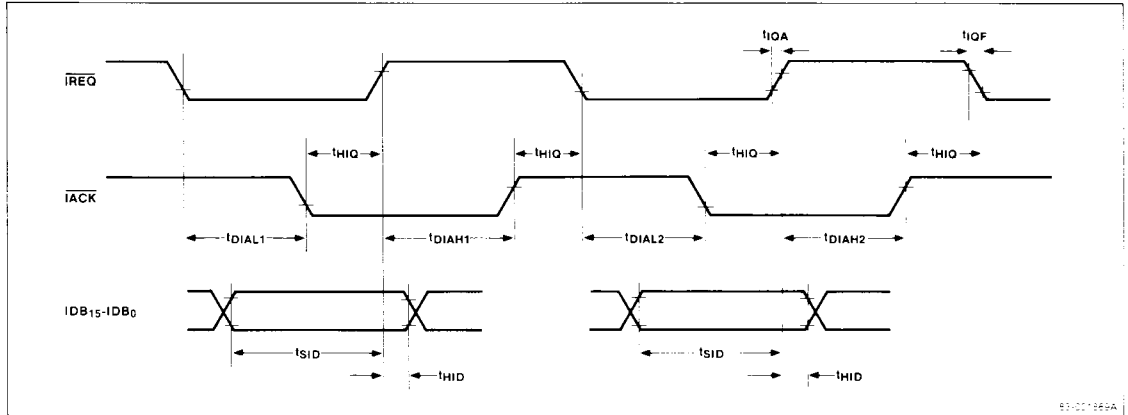 tIQA
tIQF
IREQ
tHIQ
tHIQ
tHIQ
tHIQ
IACK
tDIAL1
tDIAH1
tDIAL2
tDIAH2
IDB15-IDB0
tSID
tSID
tHID
tHID